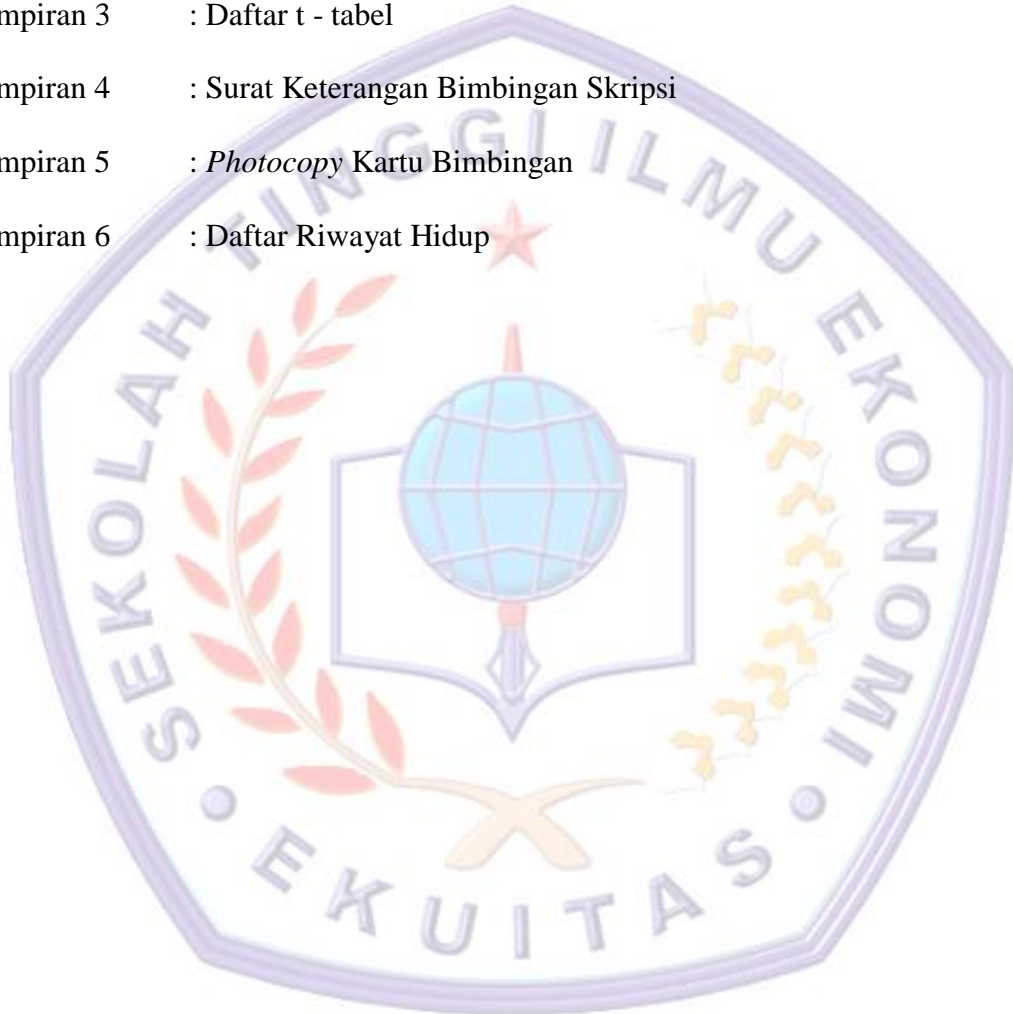 mpiran 3 : Daftar t - tabel
mpiran 4 : Surat Keterangan Bimbingan Skripsi
mpiran 5 : Photocopy Kartu Bimbingan
mpiran 6 : Daftar Riwayat Hidup
SEKOLAH TINGGI ILMU EKONOMI
• EKUITAS •